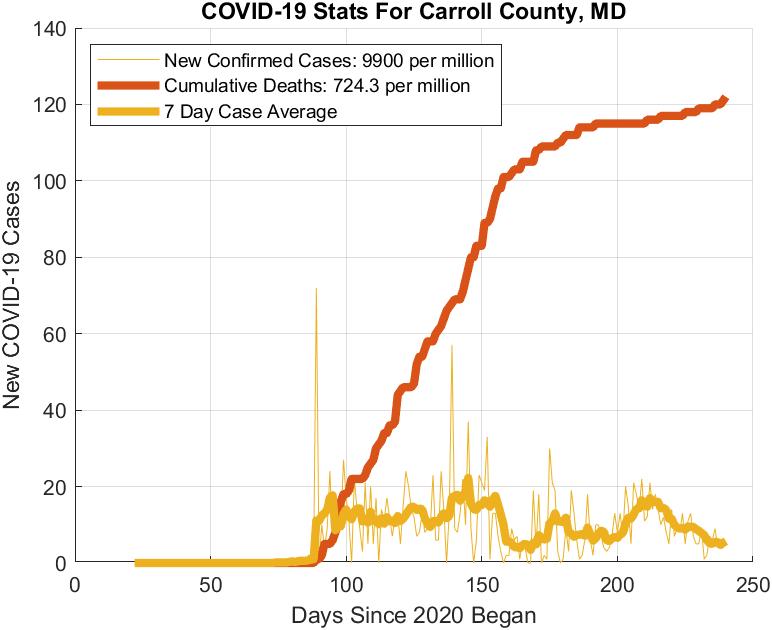 COVID-19 Stats For Carroll County, MD
140
120
100
80
60
40
20
0
New COVID-19 Cases
New Confirmed Cases: 9900 per million
Cumulative Deaths: 724.3 per million
7 Day Case Average
0 50 100 150 200 250
Days Since 2020 Began